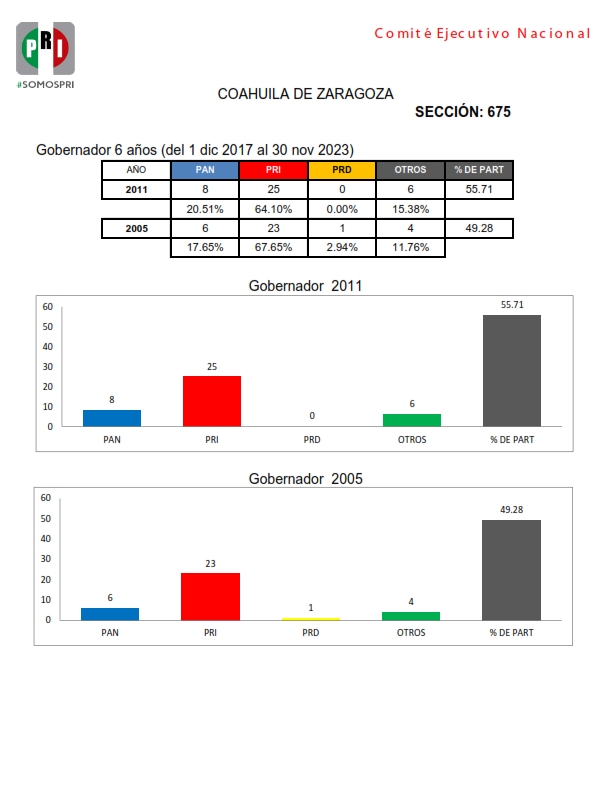 PRI
#SOMOSPRI
Comité Ejecutivo Nacional
COAHUILA DE ZARAGOZA
SECCIÓN: 675
Gobernador 6 años (del 1 dic 2017 al 30 nov 2023)
AÑO PAN PRI PRD OTROS % DE PART
2011 8 25 0 6 55.71
20.51% 64.10% 0.00% 15.38%
2005 6 23 1 4 49.28
17.65% 67.65% 2.94% 11.76%
Gobernador 2011
60
50
40
30
20
10
0
8
25
0
6
55.71
PAN PRI PRD OTROS % DE PART
Gobernador 2005
60
50
40
30
20
10
0
6
23
1
4
49.28
PAN PRI PRD OTROS % DE PART